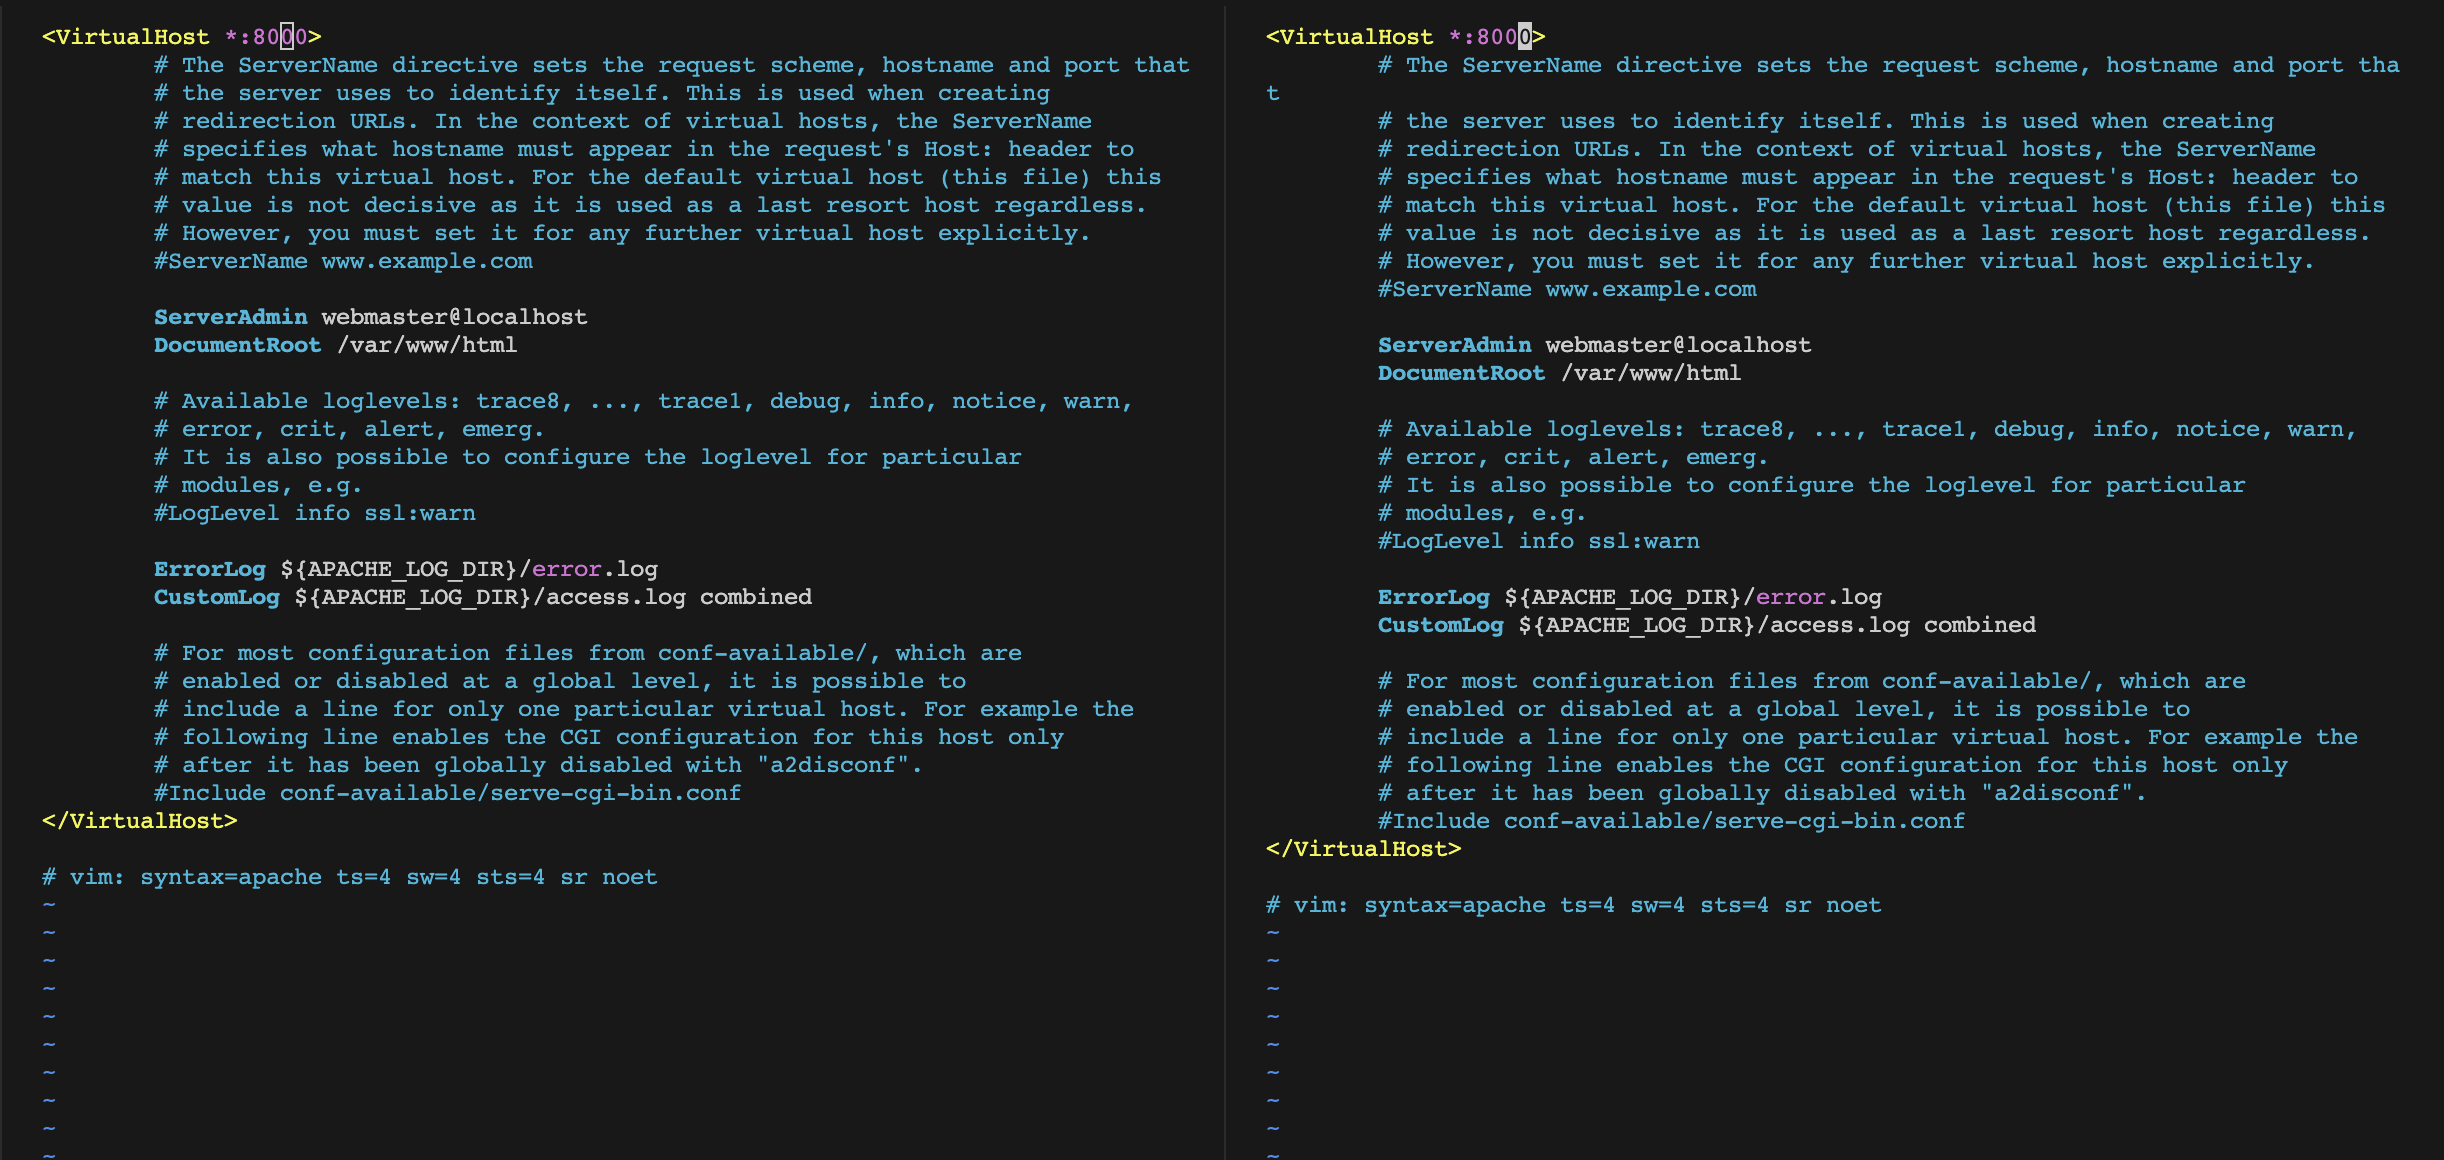 <VirtualHost *:8000>
        # The ServerName directive sets the request scheme, hostname and port that
        # the server uses to identify itself. This is used when creating
        # redirection URLs. In the context of virtual hosts, the ServerName
        # specifies what hostname must appear in the request's Host: header to
        # match this virtual host. For the default virtual host (this file) this
        # value is not decisive as it is used as a last resort host regardless.
        # However, you must set it for any further virtual host explicitly.
        #ServerName www.example.com

        ServerAdmin webmaster@localhost
        DocumentRoot /var/www/html

        # Available loglevels: trace8, ..., trace1, debug, info, notice, warn,
        # error, crit, alert, emerg.
        # It is also possible to configure the loglevel for particular
        # modules, e.g.
        #LogLevel info ssl:warn

        ErrorLog ${APACHE_LOG_DIR}/error.log
        CustomLog ${APACHE_LOG_DIR}/access.log combined

        # For most configuration files from conf-available/, which are
        # enabled or disabled at a global level, it is possible to
        # include a line for only one particular virtual host. For example the
        # following line enables the CGI configuration for this host only
        # after it has been globally disabled with "a2disconf".
        #Include conf-available/serve-cgi-bin.conf
</VirtualHost>

# vim: syntax=apache ts=4 sw=4 sts=4 sr noet
~
~
~
~
~
~
~
~
~
~
<VirtualHost *:8000>
        # The ServerName directive sets the request scheme, hostname and port tha
t
        # the server uses to identify itself. This is used when creating
        # redirection URLs. In the context of virtual hosts, the ServerName
        # specifies what hostname must appear in the request's Host: header to
        # match this virtual host. For the default virtual host (this file) this
        # value is not decisive as it is used as a last resort host regardless.
        # However, you must set it for any further virtual host explicitly.
        #ServerName www.example.com

        ServerAdmin webmaster@localhost
        DocumentRoot /var/www/html

        # Available loglevels: trace8, ..., trace1, debug, info, notice, warn,
        # error, crit, alert, emerg.
        # It is also possible to configure the loglevel for particular
        # modules, e.g.
        #LogLevel info ssl:warn

        ErrorLog ${APACHE_LOG_DIR}/error.log
        CustomLog ${APACHE_LOG_DIR}/access.log combined

        # For most configuration files from conf-available/, which are
        # enabled or disabled at a global level, it is possible to
        # include a line for only one particular virtual host. For example the
        # following line enables the CGI configuration for this host only
        # after it has been globally disabled with "a2disconf".
        #Include conf-available/serve-cgi-bin.conf
</VirtualHost>

# vim: syntax=apache ts=4 sw=4 sts=4 sr noet
~
~
~
~
~
~
~
~
~